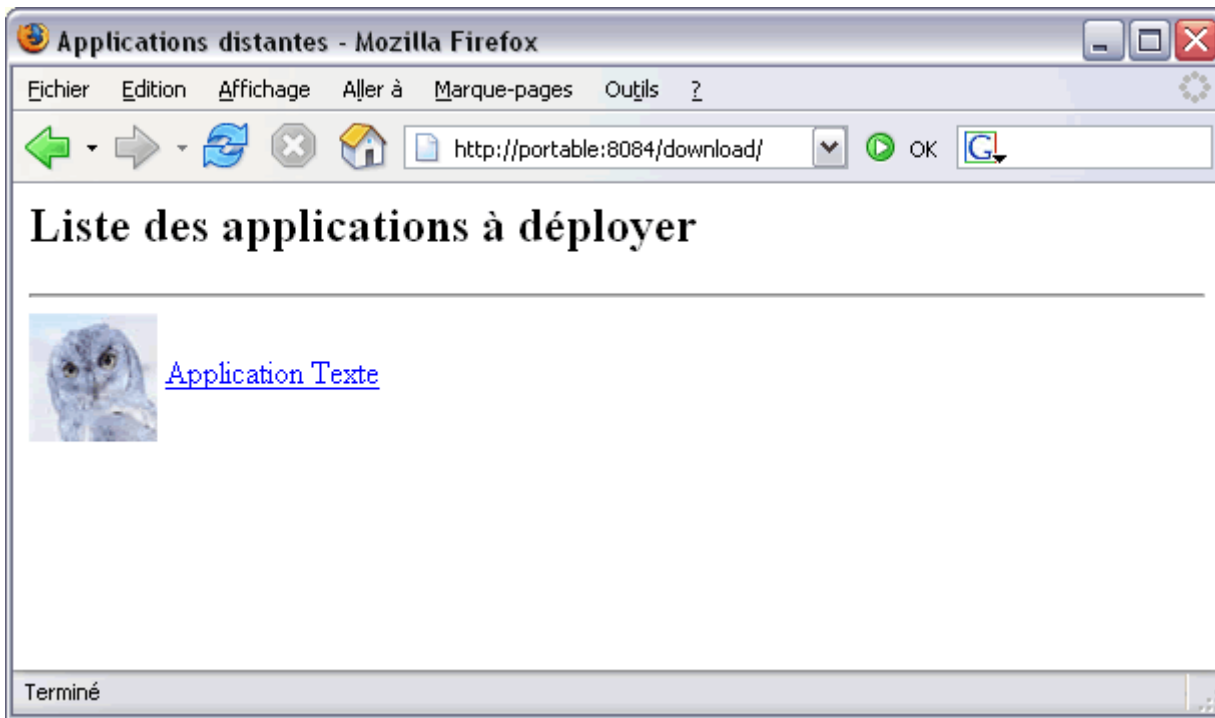 Applications distantes - Mozilla Firefox
Fichier Edition Affichage Aller à Marque-pages Outils ?
http://portable:8084/download/ OK G
Liste des applications à déployer
Application Texte
Terminé